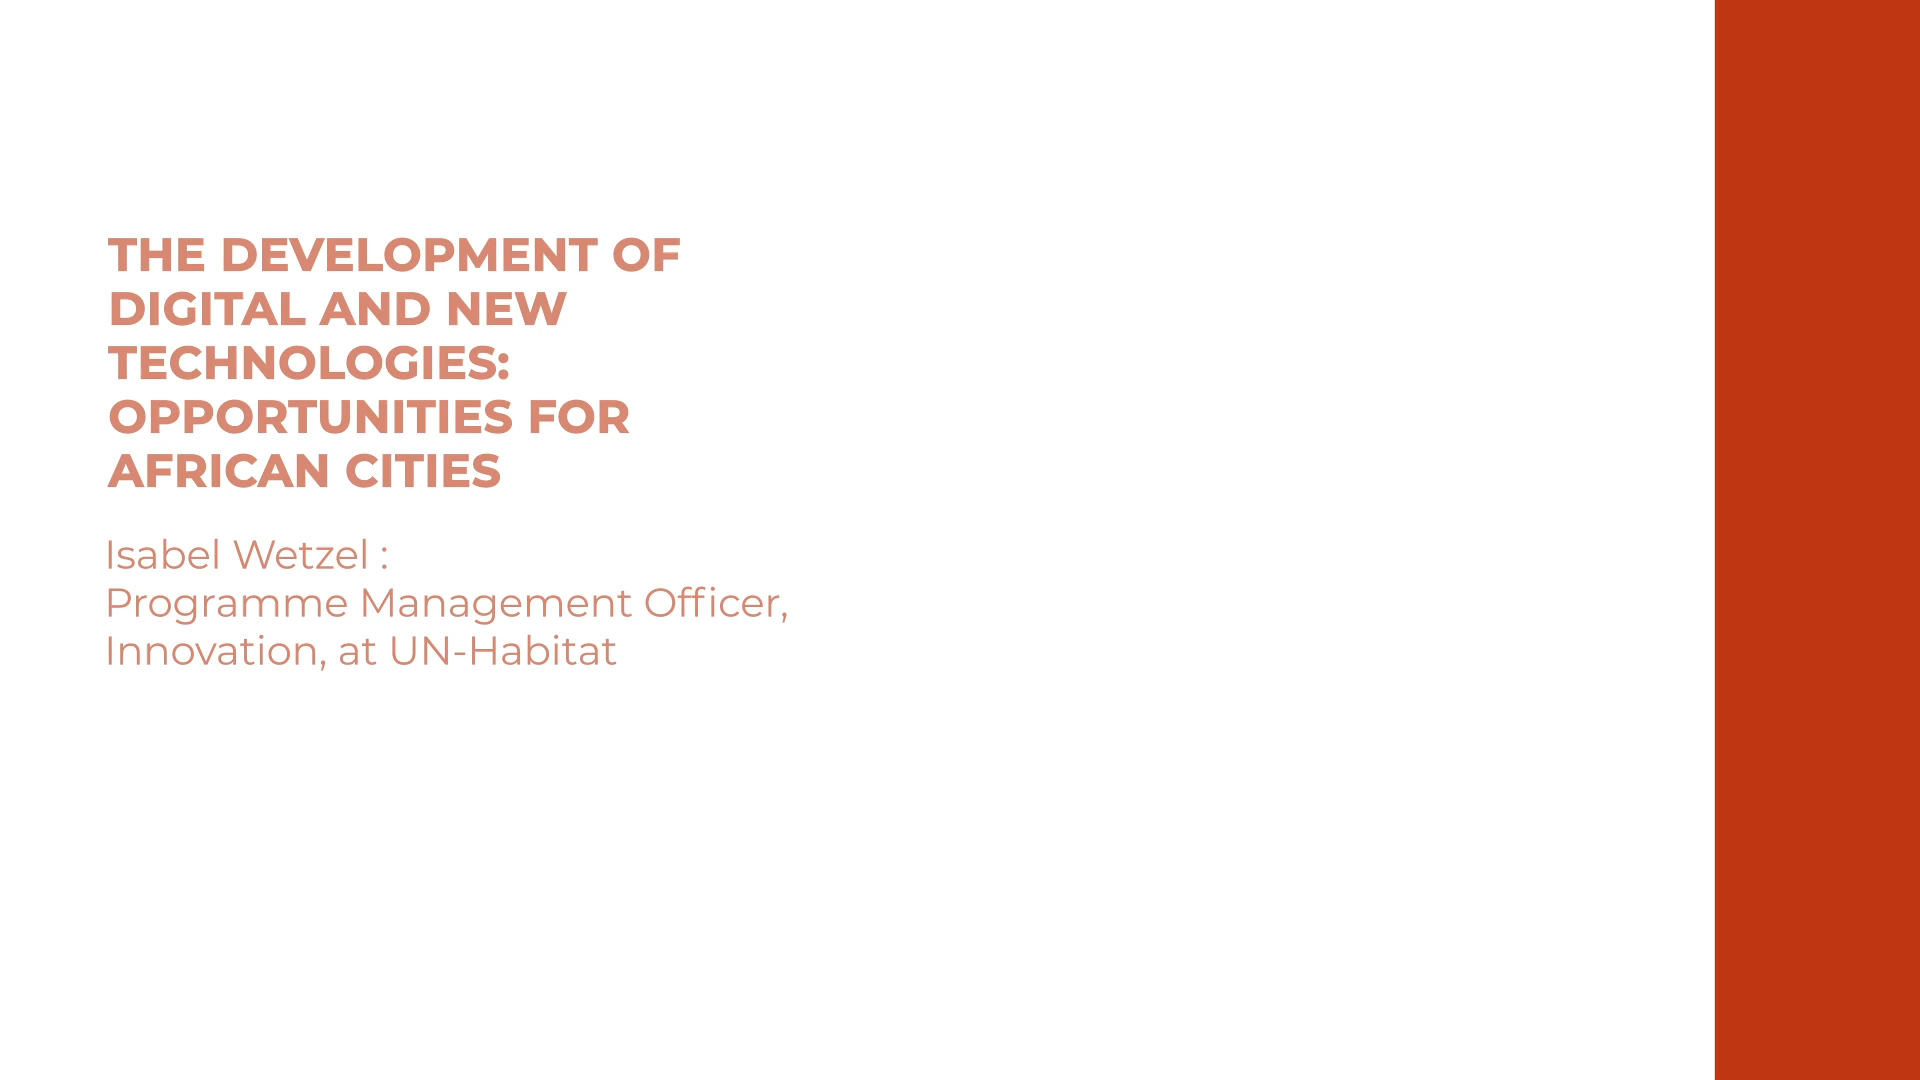 THE DEVELOPMENT OF
DIGITAL AND NEW
TECHNOLOGIES:
OPPORTUNITIES FOR
AFRICAN CITIES
Isabel Wetzel :
Programme Management Officer,
Innovation, at UN-Habitat